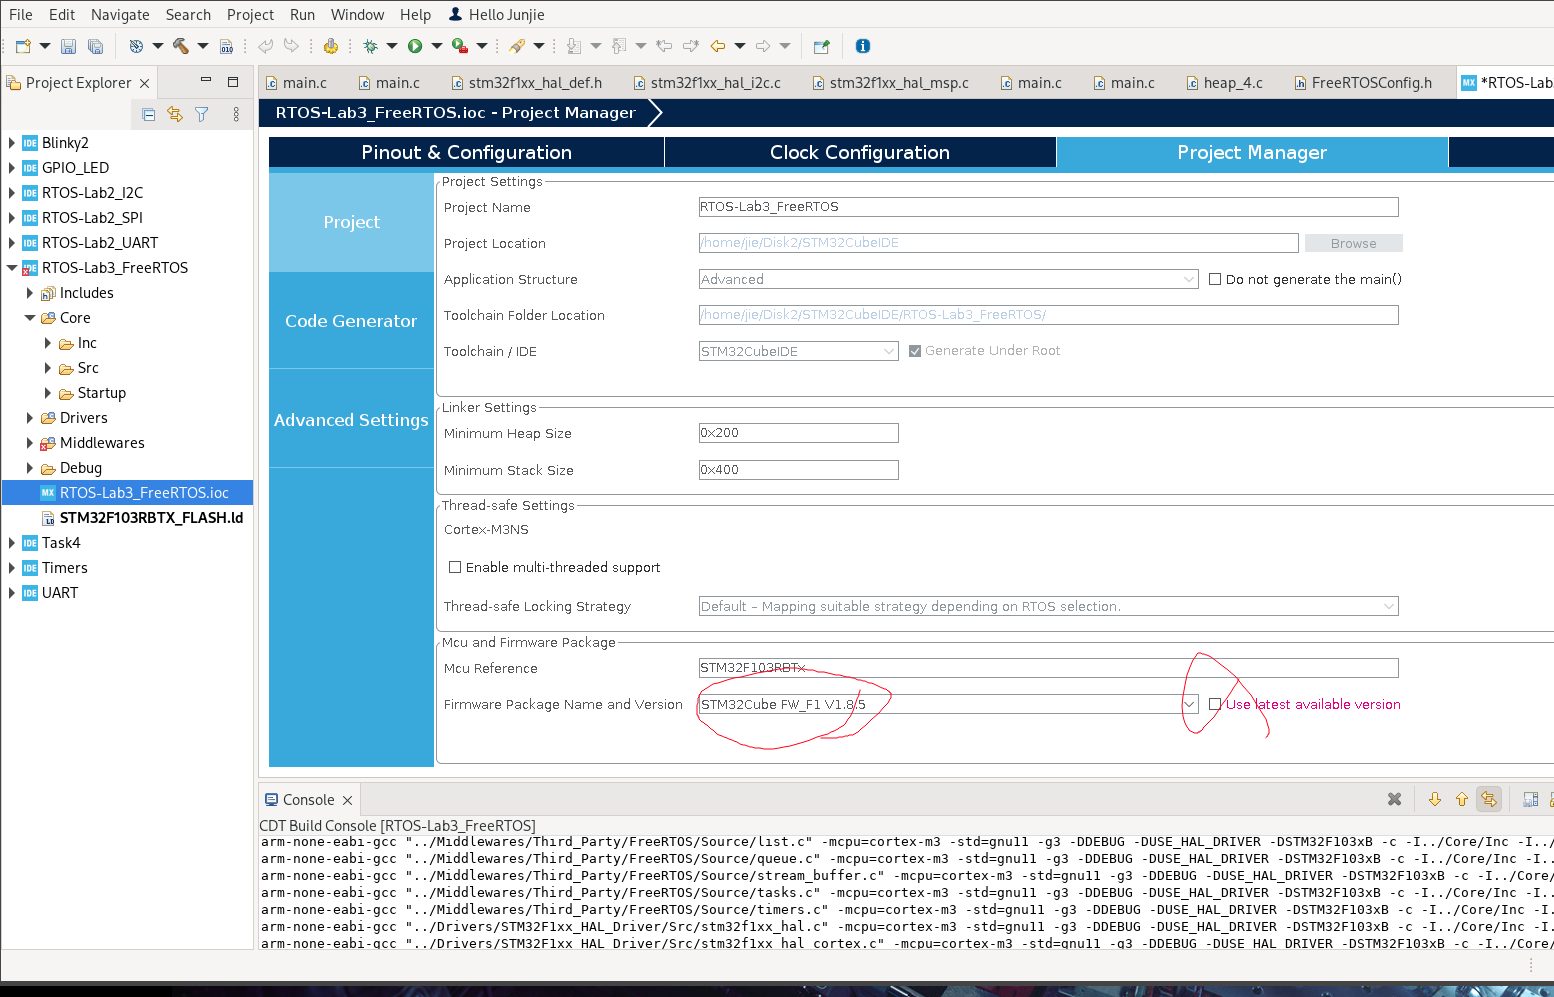 File Edit Navigate Search Project Run Window Help Hello Junjie
Project Explorer
main.c main.c stm32f1xx_hal_def.h stm32f1xx_hal_i2c.c stm32f1xx_hal_msp.c main.c main.c heap_4.c FreeRTOSConfig.h *RTOS-Lab
RTOS-Lab3_FreeRTOS.ioc - Project Manager
Pinout & Configuration Clock Configuration Project Manager
Blinky2
GPIO_LED
RTOS-Lab2_I2C
RTOS-Lab2_SPI
RTOS-Lab2_UART
RTOS-Lab3_FreeRTOS
Includes
Core
Inc
Src
Startup
Drivers
Middlewares
Debug
RTOS-Lab3_FreeRTOS.ioc
STM32F103RBTX_FLASH.ld
Task4
Timers
UART
Project
Code Generator
Advanced Settings
Project Settings
Project Name RTOS-Lab3_FreeRTOS
Project Location /home/jie/Disk2/STM32CubeIDE Browse
Application Structure Advanced Do not generate the main()
Toolchain Folder Location /home/jie/Disk2/STM32CubeIDE/RTOS-Lab3_FreeRTOS/
Toolchain / IDE STM32CubeIDE Generate Under Root
Linker Settings
Minimum Heap Size 0x200
Minimum Stack Size 0x400
Thread-safe Settings
Cortex-M3NS
Enable multi-threaded support
Thread-safe Locking Strategy Default – Mapping suitable strategy depending on RTOS selection.
Mcu and Firmware Package
Mcu Reference STM32F103RBTx
Firmware Package Name and Version STM32Cube FW_F1 V1.8.5 Use latest available version
Console
CDT Build Console [RTOS-Lab3_FreeRTOS]
arm-none-eabi-gcc "../Middlewares/Third_Party/FreeRTOS/Source/list.c" -mcpu=cortex-m3 -std=gnu11 -g3 -DDEBUG -DUSE_HAL_DRIVER -DSTM32F103xB -c -I../Core/Inc -I../
arm-none-eabi-gcc "../Middlewares/Third_Party/FreeRTOS/Source/queue.c" -mcpu=cortex-m3 -std=gnu11 -g3 -DDEBUG -DUSE_HAL_DRIVER -DSTM32F103xB -c -I../Core/Inc -I..
arm-none-eabi-gcc "../Middlewares/Third_Party/FreeRTOS/Source/stream_buffer.c" -mcpu=cortex-m3 -std=gnu11 -g3 -DDEBUG -DUSE_HAL_DRIVER -DSTM32F103xB -c -I../Core/
arm-none-eabi-gcc "../Middlewares/Third_Party/FreeRTOS/Source/tasks.c" -mcpu=cortex-m3 -std=gnu11 -g3 -DDEBUG -DUSE_HAL_DRIVER -DSTM32F103xB -c -I../Core/Inc -I..
arm-none-eabi-gcc "../Middlewares/Third_Party/FreeRTOS/Source/timers.c" -mcpu=cortex-m3 -std=gnu11 -g3 -DDEBUG -DUSE_HAL_DRIVER -DSTM32F103xB -c -I../Core/Inc -I.
arm-none-eabi-gcc "../Drivers/STM32F1xx_HAL_Driver/Src/stm32f1xx_hal.c" -mcpu=cortex-m3 -std=gnu11 -g3 -DDEBUG -DUSE_HAL_DRIVER -DSTM32F103xB -c -I../Core/Inc -I.
arm-none-eabi-gcc "../Drivers/STM32F1xx_HAL_Driver/Src/stm32f1xx_hal_cortex.c" -mcpu=cortex-m3 -std=gnu11 -g3 -DDEBUG -DUSE_HAL_DRIVER -DSTM32F103xB -c -I../Core/